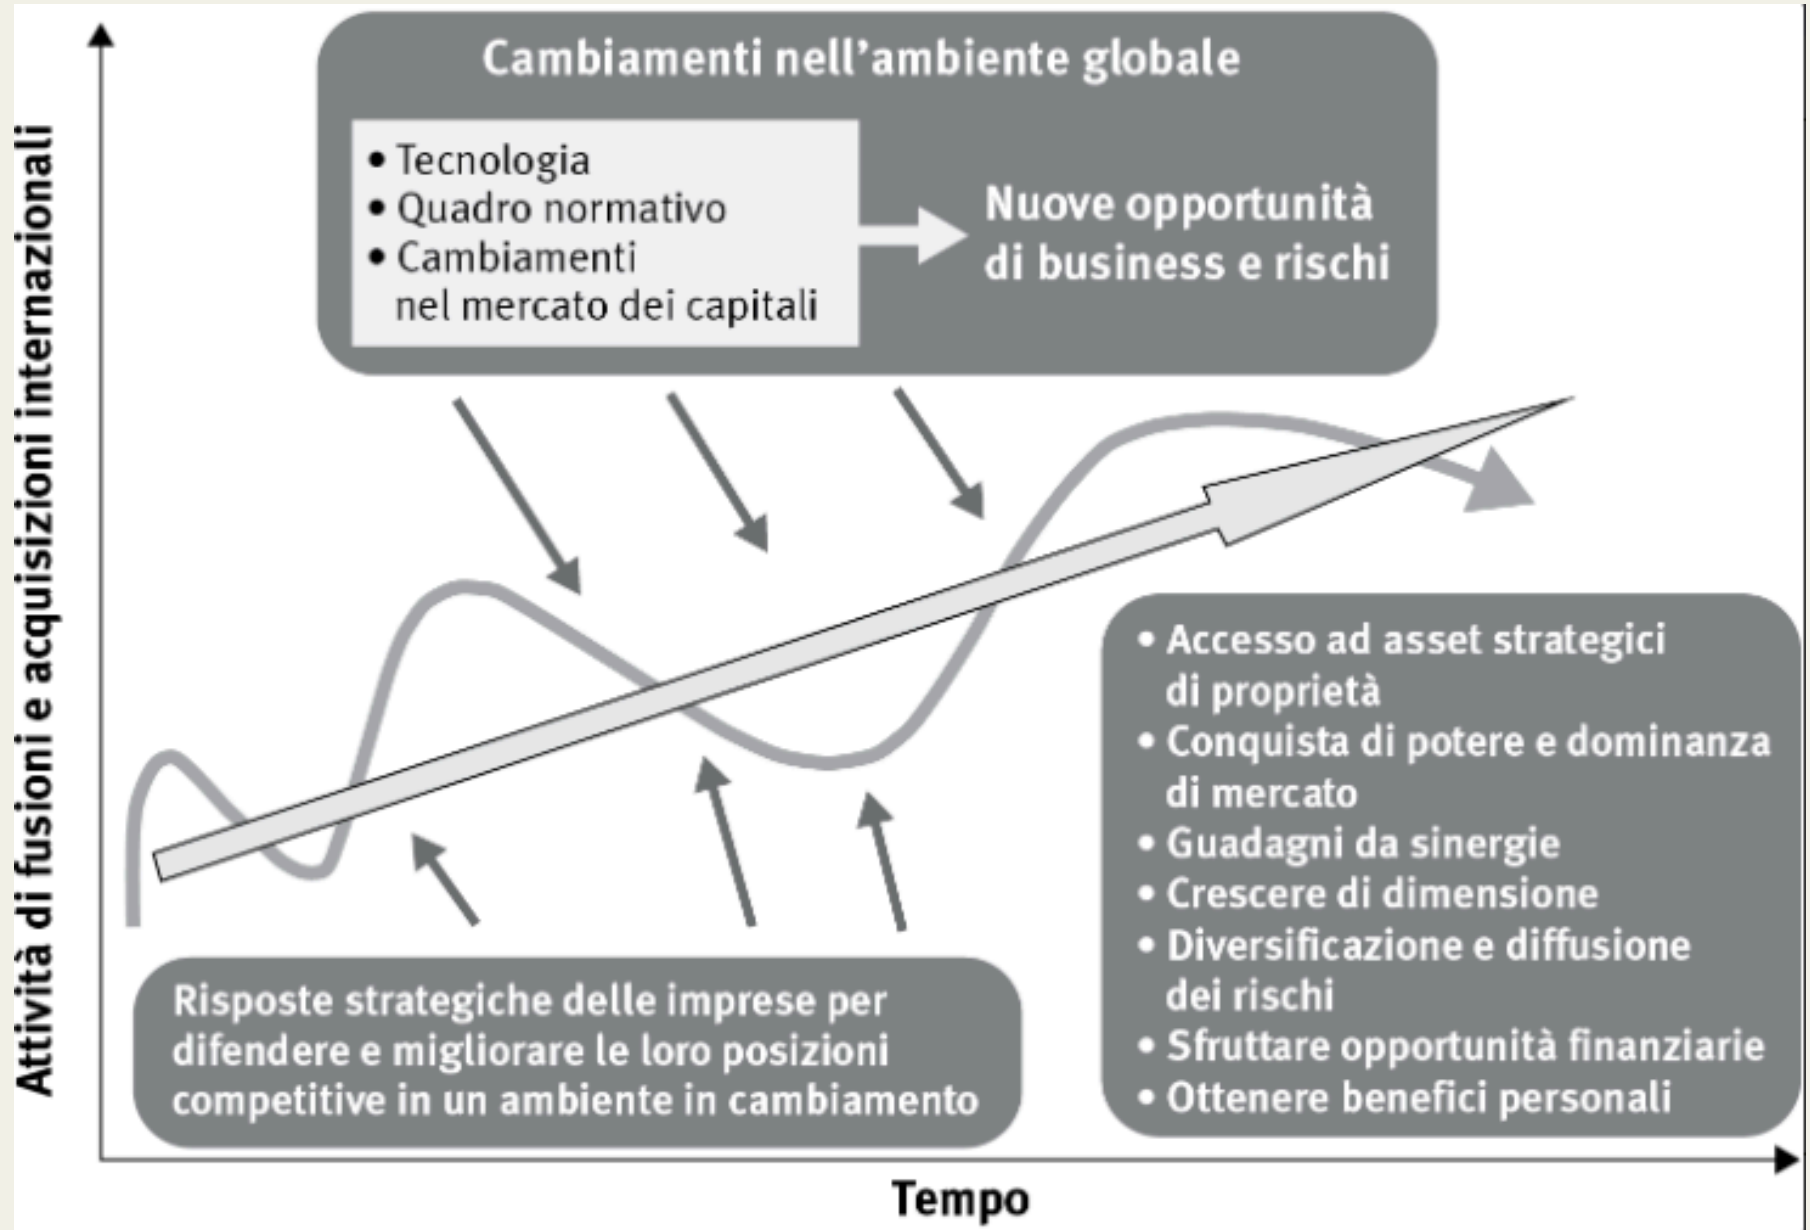 Cambiamenti nell'ambiente globale
• Tecnologia
• Quadro normativo
• Cambiamenti
nel mercato dei capitali
Nuove opportunità
di business e rischi
Attività di fusioni e acquisizioni internazionali
• Accesso ad asset strategici
di proprietà
• Conquista di potere e dominanza
di mercato
• Guadagni da sinergie
• Crescere di dimensione
• Diversificazione e diffusione
dei rischi
• Sfruttare opportunità finanziarie
• Ottenere benefici personali
Risposte strategiche delle imprese per
difendere e migliorare le loro posizioni
competitive in un ambiente in cambiamento
Tempo